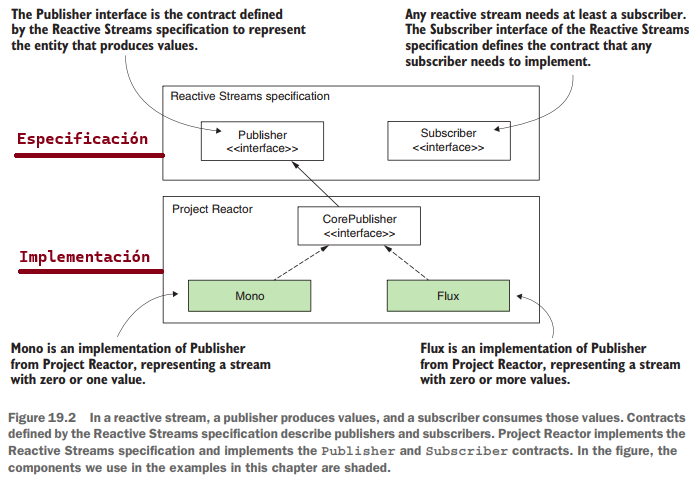 The Publisher interface is the contract defined
by the Reactive Streams specification to represent
the entity that produces values.
Any reactive stream needs at least a subscriber.
The Subscriber interface of the Reactive Streams
specification defines the contract that any
subscriber needs to implement.
Reactive Streams specification
Especificación
Publisher
<<interface>>
Subscriber
<<interface>>
Project Reactor
CorePublisher
<<interface>>
Implementación
Mono
Flux
Mono is an implementation of Publisher
from Project Reactor, representing a stream
with zero or one value.
Flux is an implementation of Publisher
from Project Reactor, representing a stream
with zero or more values.
Figure 19.2 In a reactive stream, a publisher produces values, and a subscriber consumes those values. Contracts
defined by the Reactive Streams specification describe publishers and subscribers. Project Reactor implements the
Reactive Streams specification and implements the Publisher and Subscriber contracts. In the figure, the
components we use in the examples in this chapter are shaded.